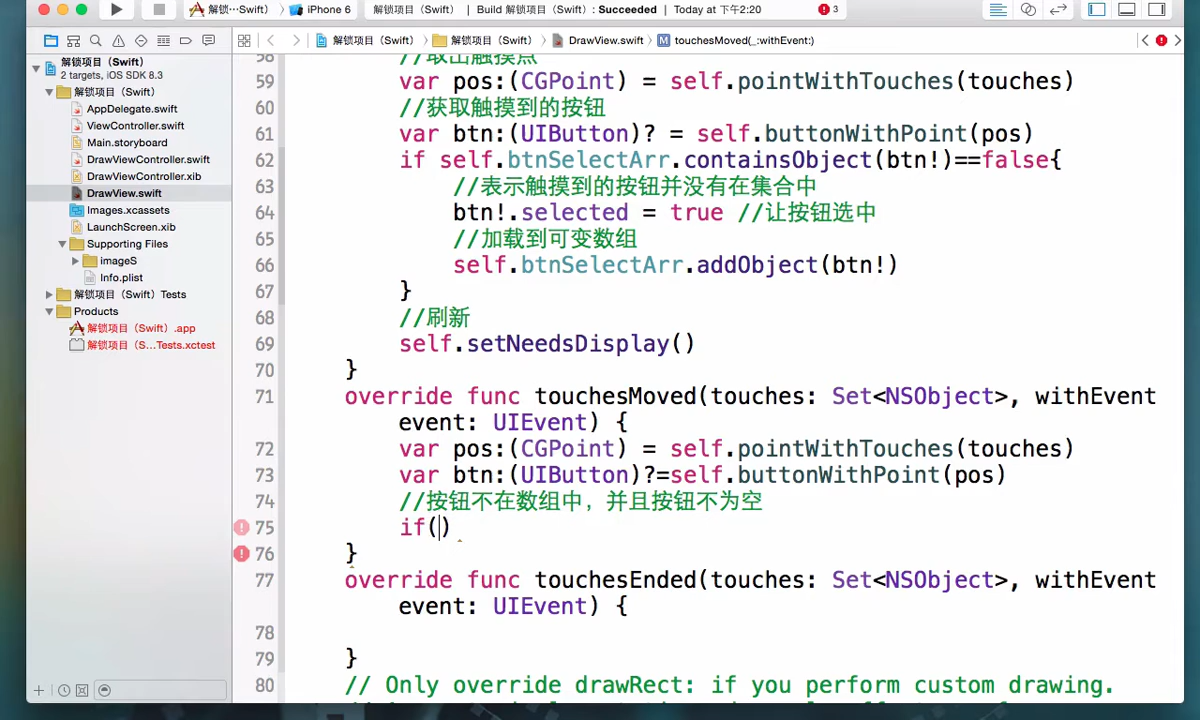 解锁···Swift） 〉 iPhone 6
解锁项目（Swift） | Build 解锁项目（Swift）: Succeeded | Today at 下午2:20
3
解锁项目（Swift） 〉 解锁项目（Swift） 〉 DrawView.swift 〉 M touchesMoved(_:withEvent:)
解锁项目 (Swift)
2 targets, iOS SDK 8.3
解锁项目（Swift）
AppDelegate.swift
ViewController.swift
Main.storyboard
DrawViewController.swift
DrawViewController.xib
DrawView.swift
Images.xcassets
LaunchScreen.xib
Supporting Files
imageS
Info.plist
解锁项目（Swift）Tests
Products
解锁项目（Swift）.app
解锁项目（S...Tests.xctest
58 //取出触摸点
59 var pos:(CGPoint) = self.pointWithTouches(touches)
60 //获取触摸到的按钮
61 var btn:(UIButton)? = self.buttonWithPoint(pos)
62 if self.btnSelectArr.containsObject(btn!)==false{
63 //表示触摸到的按钮并没有在集合中
64 btn!.selected = true //让按钮选中
65 //加载到可变数组
66 self.btnSelectArr.addObject(btn!)
67 }
68 //刷新
69 self.setNeedsDisplay()
70 }
71 override func touchesMoved(touches: Set<NSObject>, withEvent
event: UIEvent) {
72 var pos:(CGPoint) = self.pointWithTouches(touches)
73 var btn:(UIButton)?=self.buttonWithPoint(pos)
74 //按钮不在数组中，并且按钮不为空
75 if()
76 }
77 override func touchesEnded(touches: Set<NSObject>, withEvent
event: UIEvent) {
78
79 }
80 // Only override drawRect: if you perform custom drawing.